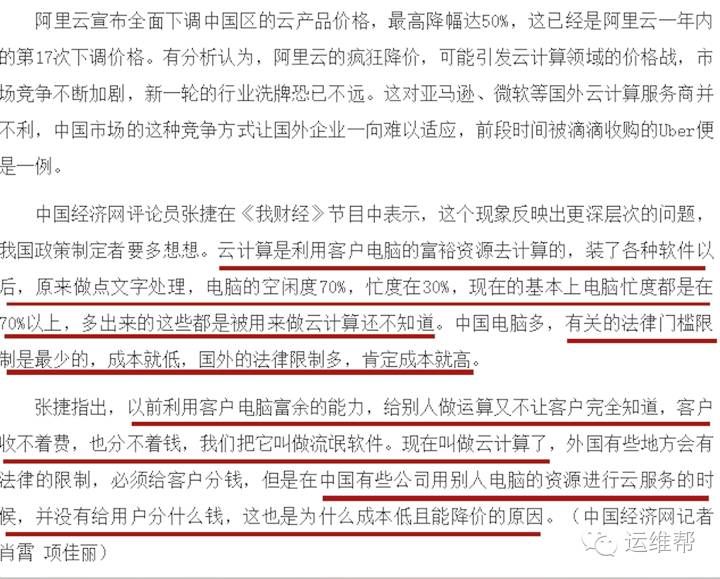 阿里云宣布全面下调中国区的云产品价格，最高降幅达50%，这已经是阿里云一年内
的第17次下调价格。有分析认为，阿里云的疯狂降价，可能引发云计算领域的价格战，市
场竞争不断加剧，新一轮的行业洗牌恐已不远。这对亚马逊、微软等国外云计算服务商并
不利，中国市场的这种竞争方式让国外企业一向难以适应，前段时间被滴滴收购的Uber便
是一例。
中国经济网评论员张捷在《我财经》节目中表示，这个现象反映出更深层次的问题，
我国政策制定者要多想想。云计算是利用客户电脑的富裕资源去计算的，装了各种软件以
后，原来做点文字处理，电脑的空闲度70%，忙度在30%，现在的基本上电脑忙度都是在
70%以上，多出来的这些都是被用来做云计算还不知道。中国电脑多，有关的法律门槛限
制是最少的，成本就低，国外的法律限制多，肯定成本就高。
张捷指出，以前利用客户电脑富余的能力，给别人做运算又不让客户完全知道，客户
收不着费，也分不着钱，我们把它叫做流氓软件。现在叫做云计算了，外国有些地方会有
法律的限制，必须给客户分钱，但是在中国有些公司用别人电脑的资源进行云服务的时
候，并没有给用户分什么钱，这也是为什么成本低且能降价的原因。（中国经济网记者
肖霄 项佳丽）
运维帮